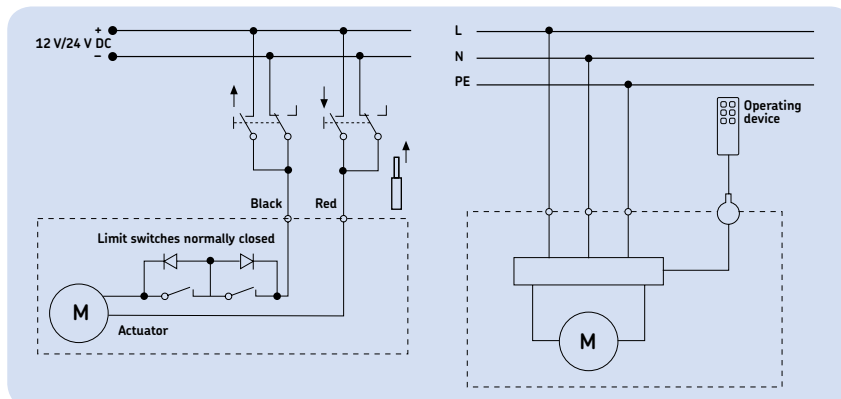 +
12 V/24 V DC
–
Black
Red
Limit switches normally closed
M
Actuator
L
N
PE
Operating
device
M